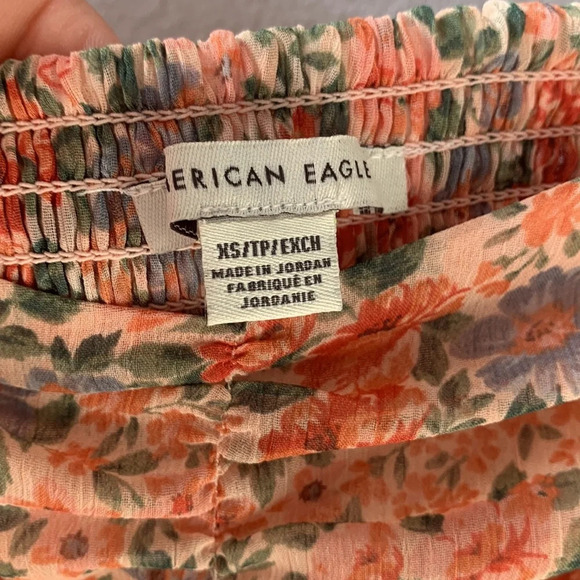 ERICAN EAGLE
XS/TP/EXCH
MADE IN JORDAN
FABRIQUÉ EN
JORDANIE